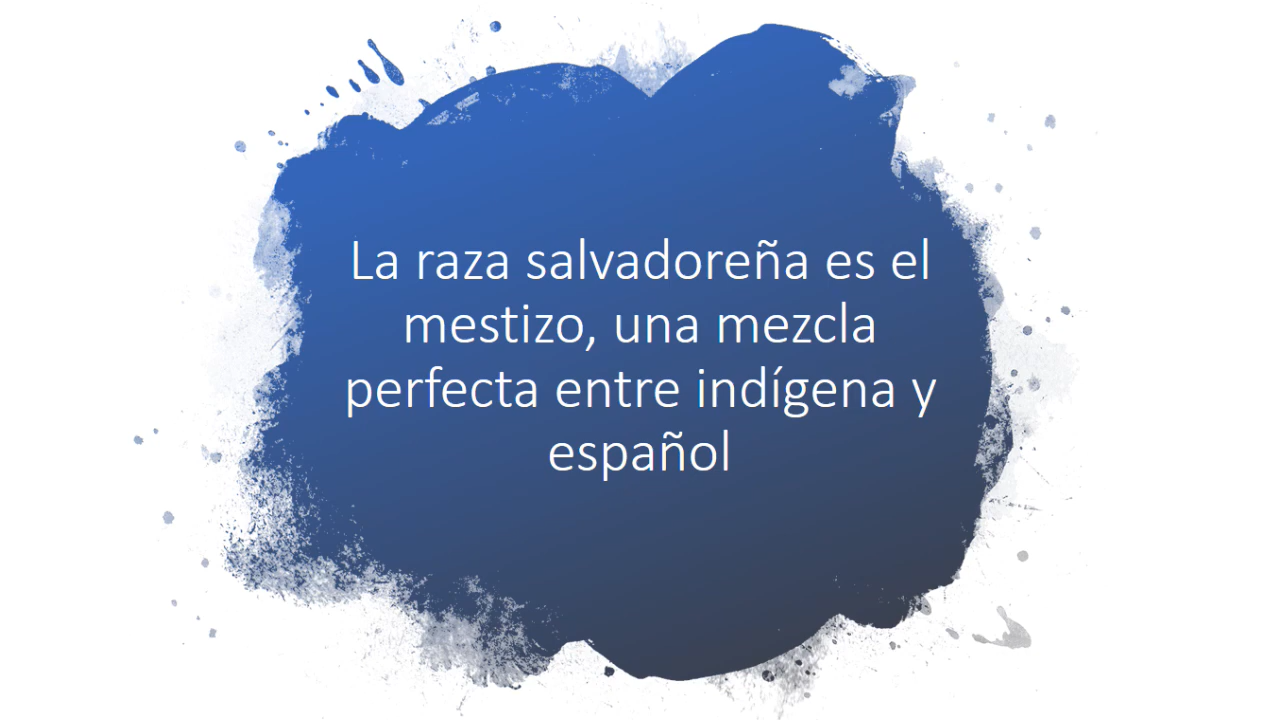 La raza salvadoreña es el
mestizo, una mezcla
perfecta entre indígena y
español